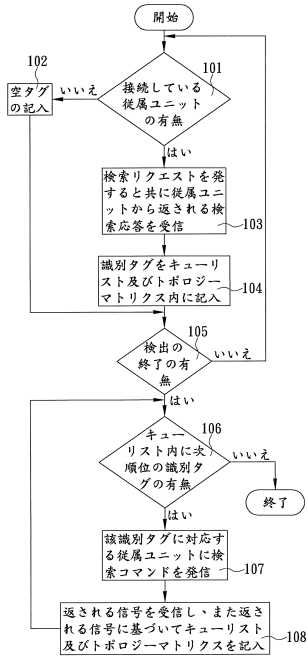 開始
102
空タグ
の記入
いいえ
接続している
従属ユニット
の有無
101
はい
検索リクエストを発
すると共に従属ユニ
ットから返される検
索応答を受信
103
識別タグをキューリ
スト及びトポロジー
マトリクス内に記入
104
105
検出の
終了の有
無
いいえ
はい
106
キュー
リスト内に次
順位の識別タ
グの有無
いいえ
終了
はい
該識別タグに対応す
る従属ユニットに検
索コマンドを発信
107
返される信号を受信し、また返さ
れる信号に基づいてキューリスト
及びトポロジーマトリクスを記入
108